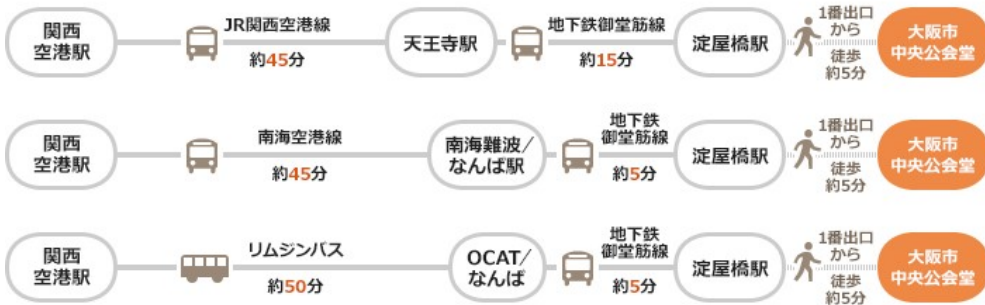 関西
空港駅
JR関西空港線
約45分
天王寺駅
地下鉄御堂筋線
約15分
淀屋橋駅
1番出口
から
徒歩
約5分
大阪市
中央公会堂
関西
空港駅
南海空港線
約45分
南海難波/
なんば駅
地下鉄
御堂筋線
約5分
淀屋橋駅
1番出口
から
徒歩
約5分
大阪市
中央公会堂
関西
空港駅
リムジンバス
約50分
OCAT/
なんば
地下鉄
御堂筋線
約5分
淀屋橋駅
1番出口
から
徒歩
約5分
大阪市
中央公会堂